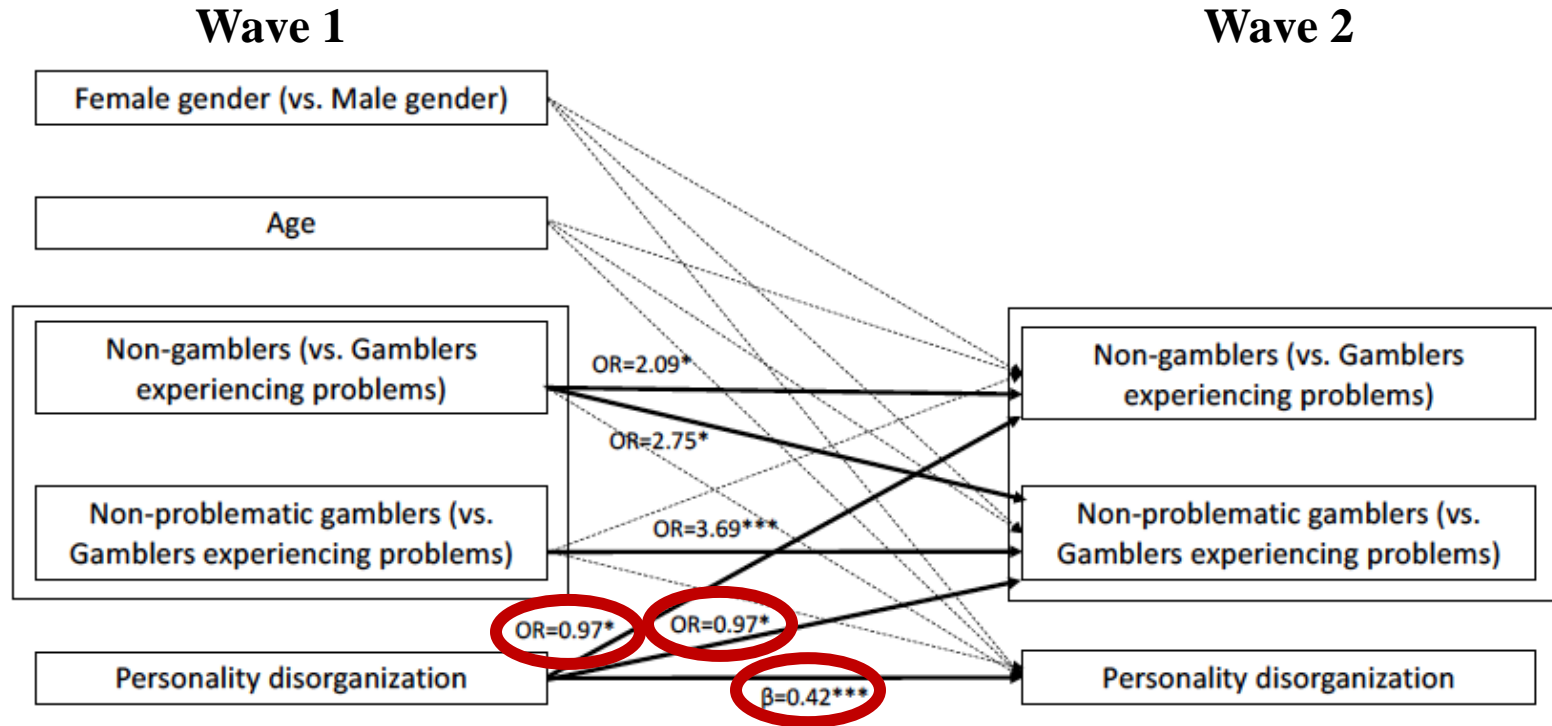 Wave 1
Wave 2
Female gender (vs. Male gender)
Age
Non-gamblers (vs. Gamblers
experiencing problems)
Non-problematic gamblers (vs.
Gamblers experiencing problems)
Personality disorganization
OR=2.09*
OR=2.75*
OR=3.69***
OR=0.97*
OR=0.97*
β=0.42***
Non-gamblers (vs. Gamblers
experiencing problems)
Non-problematic gamblers (vs.
Gamblers experiencing problems)
Personality disorganization